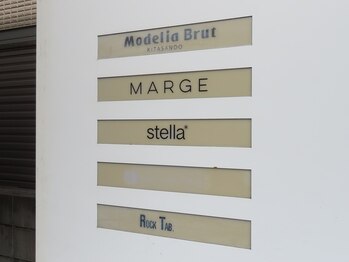 Modelia Brut
KITASANDO
MARGE
stella*
ROCK TAB.